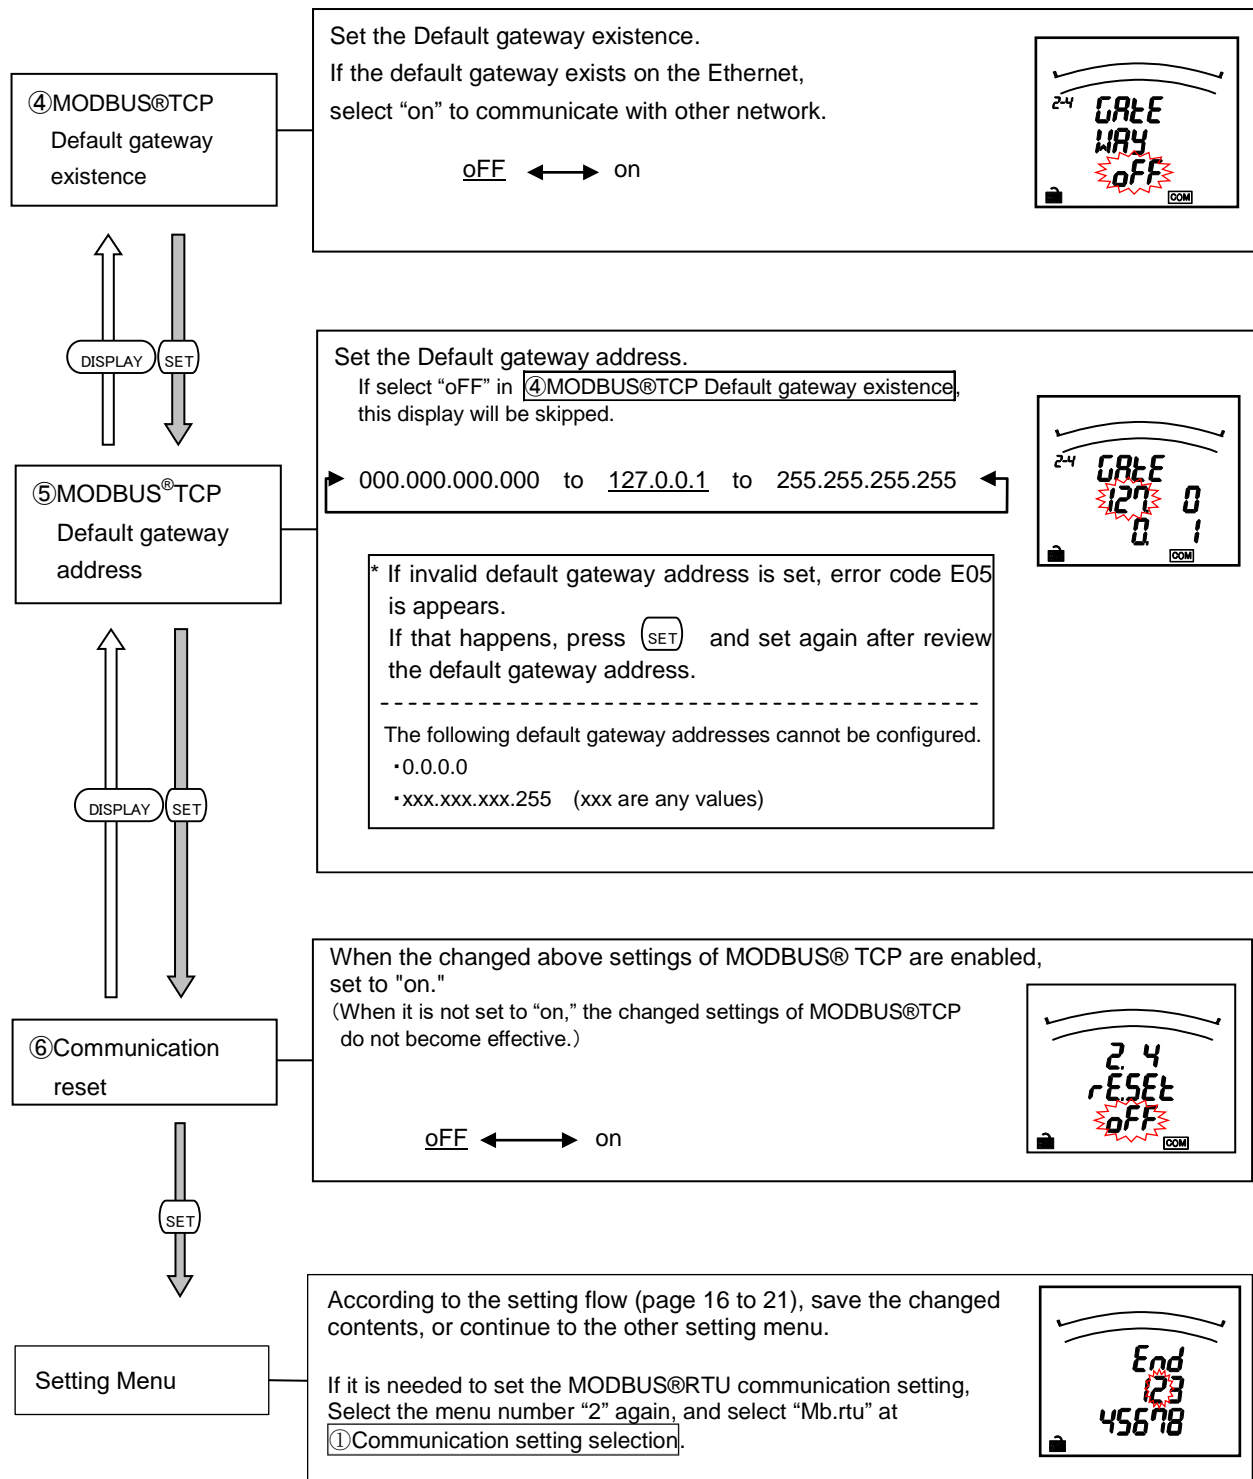 ④MODBUS®TCP
Default gateway
existence
Set the Default gateway existence.
If the default gateway exists on the Ethernet,
select “on” to communicate with other network.
oFF on
2-4
GAtE
WAY
oFF
COM
DISPLAY SET
⑤MODBUS®TCP
Default gateway
address
Set the Default gateway address.
If select “oFF” in ④MODBUS®TCP Default gateway existence,
this display will be skipped.
000.000.000.000 to 127.0.0.1 to 255.255.255.255
* If invalid default gateway address is set, error code E05
is appears.
If that happens, press SET and set again after review
the default gateway address.
The following default gateway addresses cannot be configured.
・0.0.0.0
・xxx.xxx.xxx.255 (xxx are any values)
2-4
GAtE
127. 0
0. 1
COM
DISPLAY SET
⑥Communication
reset
When the changed above settings of MODBUS® TCP are enabled,
set to "on."
（When it is not set to “on,” the changed settings of MODBUS®TCP
do not become effective.）
oFF on
2. 4
rE.SEt
oFF
COM
SET
Setting Menu
According to the setting flow (page 16 to 21), save the changed
contents, or continue to the other setting menu.
If it is needed to set the MODBUS®RTU communication setting,
Select the menu number “2” again, and select “Mb.rtu” at
①Communication setting selection.
End
123
45678